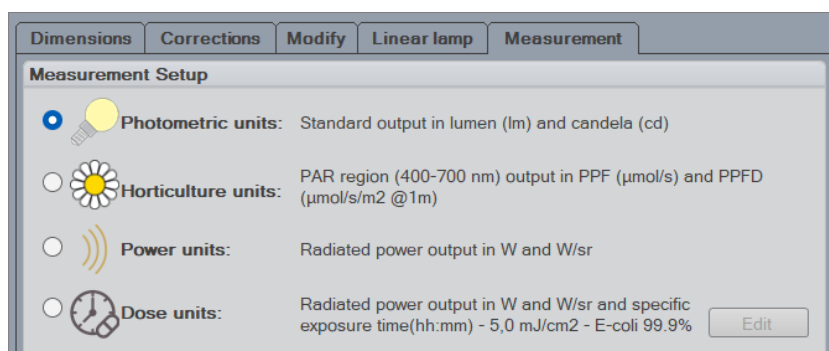 Dimensions Corrections Modify Linear lamp Measurement
Measurement Setup
Photometric units: Standard output in lumen (lm) and candela (cd)
Horticulture units: PAR region (400-700 nm) output in PPF (µmol/s) and PPFD
(µmol/s/m2 @1m)
Power units: Radiated power output in W and W/sr
Dose units: Radiated power output in W and W/sr and specific
exposure time(hh:mm) - 5,0 mJ/cm2 - E-coli 99.9% Edit